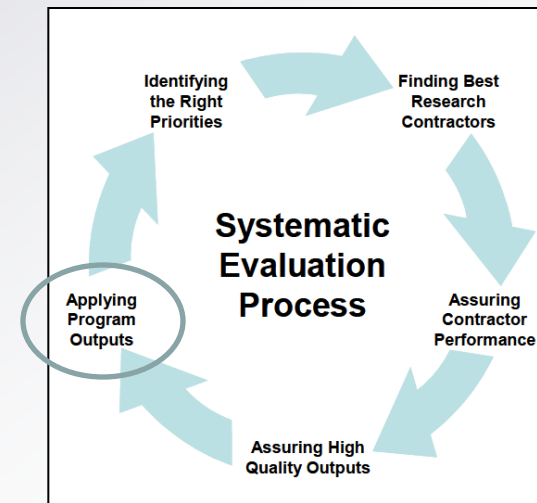 Identifying
the Right
Priorities
Finding Best
Research
Contractors
Systematic
Evaluation
Process
Applying
Program
Outputs
Assuring
Contractor
Performance
Assuring High
Quality Outputs